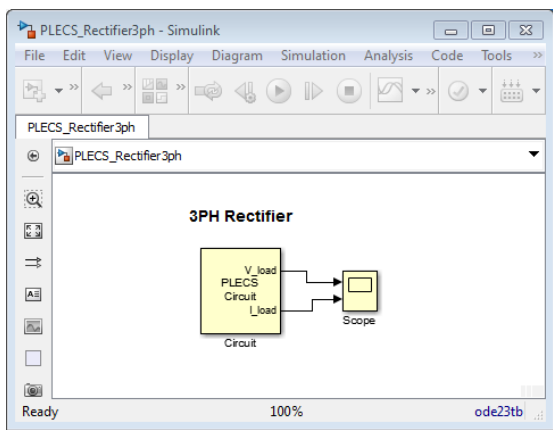 PLECS_Rectifier3ph - Simulink
File Edit View Display Diagram Simulation Analysis Code Tools »
» »  » »
PLECS_Rectifier3ph
PLECS_Rectifier3ph
3PH Rectifier
V_load
PLECS
Circuit
I_load
Scope
Circuit
Ready 100% ode23tb